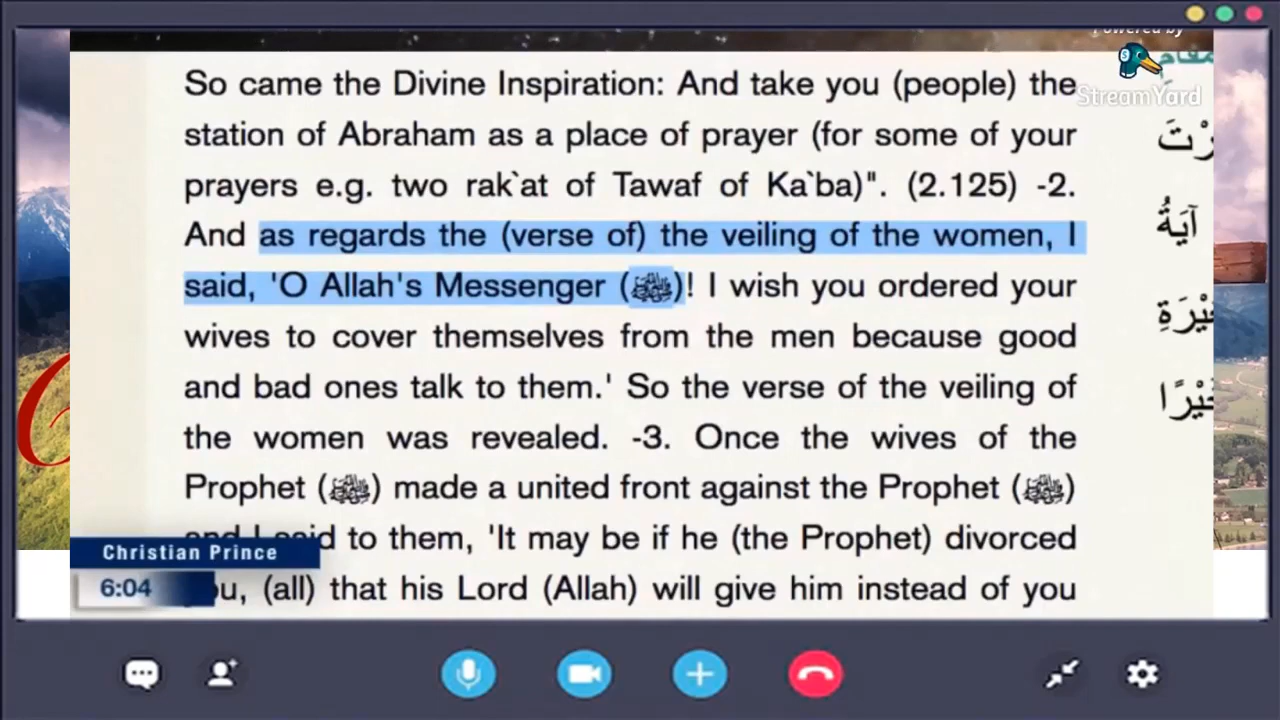 Powered by
StreamYard
So came the Divine Inspiration: And take you (people) the
station of Abraham as a place of prayer (for some of your
prayers e.g. two rak`at of Tawaf of Ka`ba)". (2.125) -2.
And as regards the (verse of) the veiling of the women, I
said, 'O Allah's Messenger (ﷺ)! I wish you ordered your
wives to cover themselves from the men because good
and bad ones talk to them.' So the verse of the veiling of
the women was revealed. -3. Once the wives of the
Prophet (ﷺ) made a united front against the Prophet (ﷺ)
and I said to them, 'It may be if he (the Prophet) divorced
you, (all) that his Lord (Allah) will give him instead of you
آيَةُ
Christian Prince
6:04